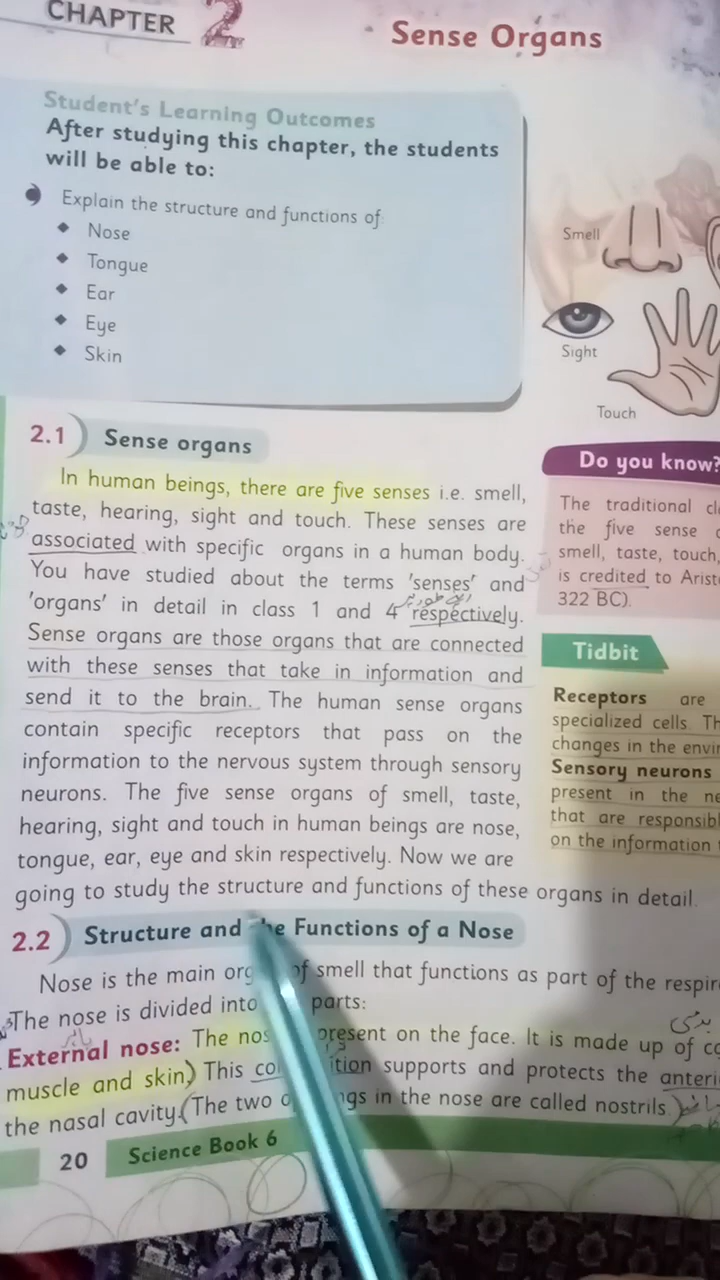 CHAPTER 2
Sense Organs
Student's Learning Outcomes
After studying this chapter, the students
will be able to:
Explain the structure and functions of:
Nose
Tongue
Ear
Eye
Skin
Smell
Sight
Touch
2.1 Sense organs
In human beings, there are five senses i.e. smell,
taste, hearing, sight and touch. These senses are
associated with specific organs in a human body.
You have studied about the terms 'senses' and
'organs' in detail in class 1 and 4 respectively.
Sense organs are those organs that are connected
with these senses that take in information and
send it to the brain. The human sense organs
contain specific receptors that pass on the
information to the nervous system through sensory
neurons. The five sense organs of smell, taste,
hearing, sight and touch in human beings are nose,
tongue, ear, eye and skin respectively. Now we are
going to study the structure and functions of these organs in detail.
Do you know?
The traditional
the five sense
smell, taste, touch,
is credited to
322 BC).
Tidbit
Receptors are
specialized cells.
changes in the
Sensory neurons
present in the
that are
on the information
2.2 Structure and the Functions of a Nose
Nose is the main of smell that functions as part of the
The nose is divided into parts:
External nose: The present on the face. It is made up of
muscle and skin. This supports and protects the
the nasal cavity. The two in the nose are called nostrils.
20 Science Book 6